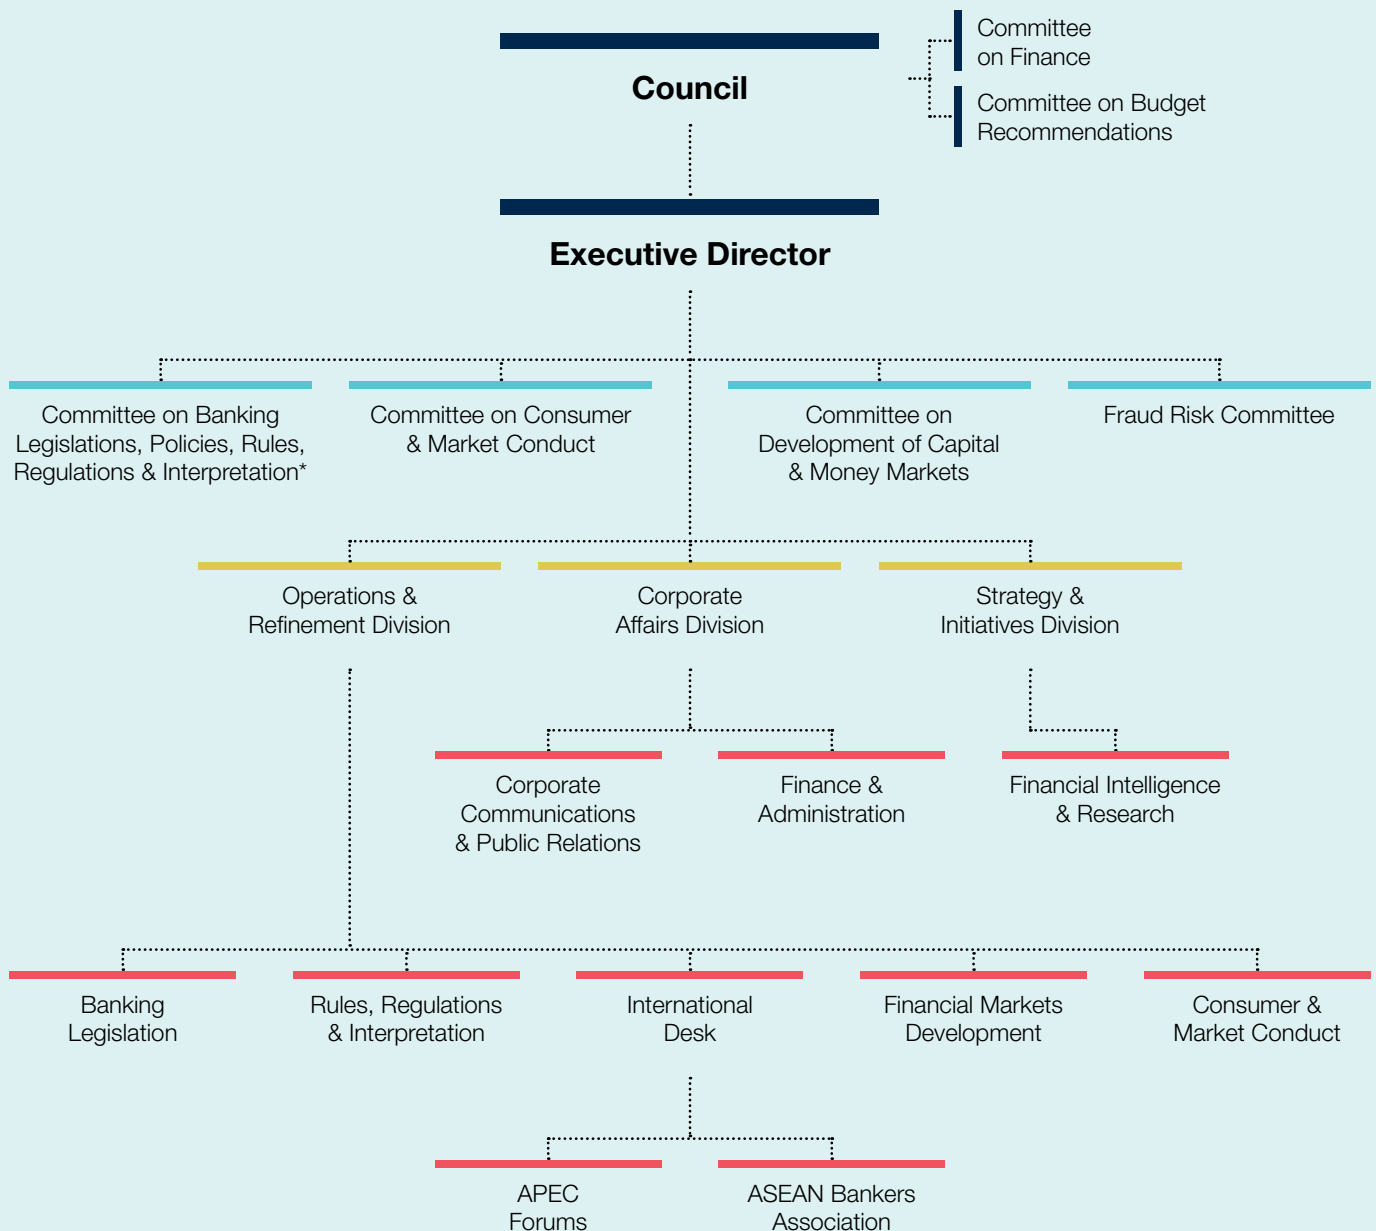 Committee
on Finance
Council
Committee on Budget
Recommendations
Executive Director
Committee on Banking
Legislations, Policies, Rules,
Regulations & Interpretation*
Committee on Consumer
& Market Conduct
Committee on
Development of Capital
& Money Markets
Fraud Risk Committee
Operations &
Refinement Division
Corporate
Affairs Division
Strategy &
Initiatives Division
Corporate
Communications
& Public Relations
Finance &
Administration
Financial Intelligence
& Research
Banking
Legislation
Rules, Regulations
& Interpretation
International
Desk
Financial Markets
Development
Consumer &
Market Conduct
APEC
Forums
ASEAN Bankers
Association